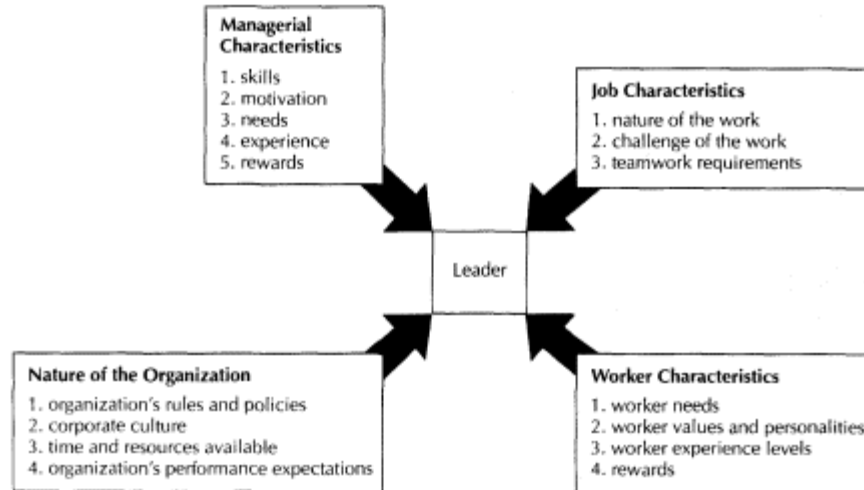 Managerial
Characteristics
1. skills
2. motivation
3. needs
4. experience
5. rewards
Job Characteristics
1. nature of the work
2. challenge of the work
3. teamwork requirements
Leader
Nature of the Organization
1. organization's rules and policies
2. corporate culture
3. time and resources available
4. organization's performance expectations
Worker Characteristics
1. worker needs
2. worker values and personalities
3. worker experience levels
4. rewards